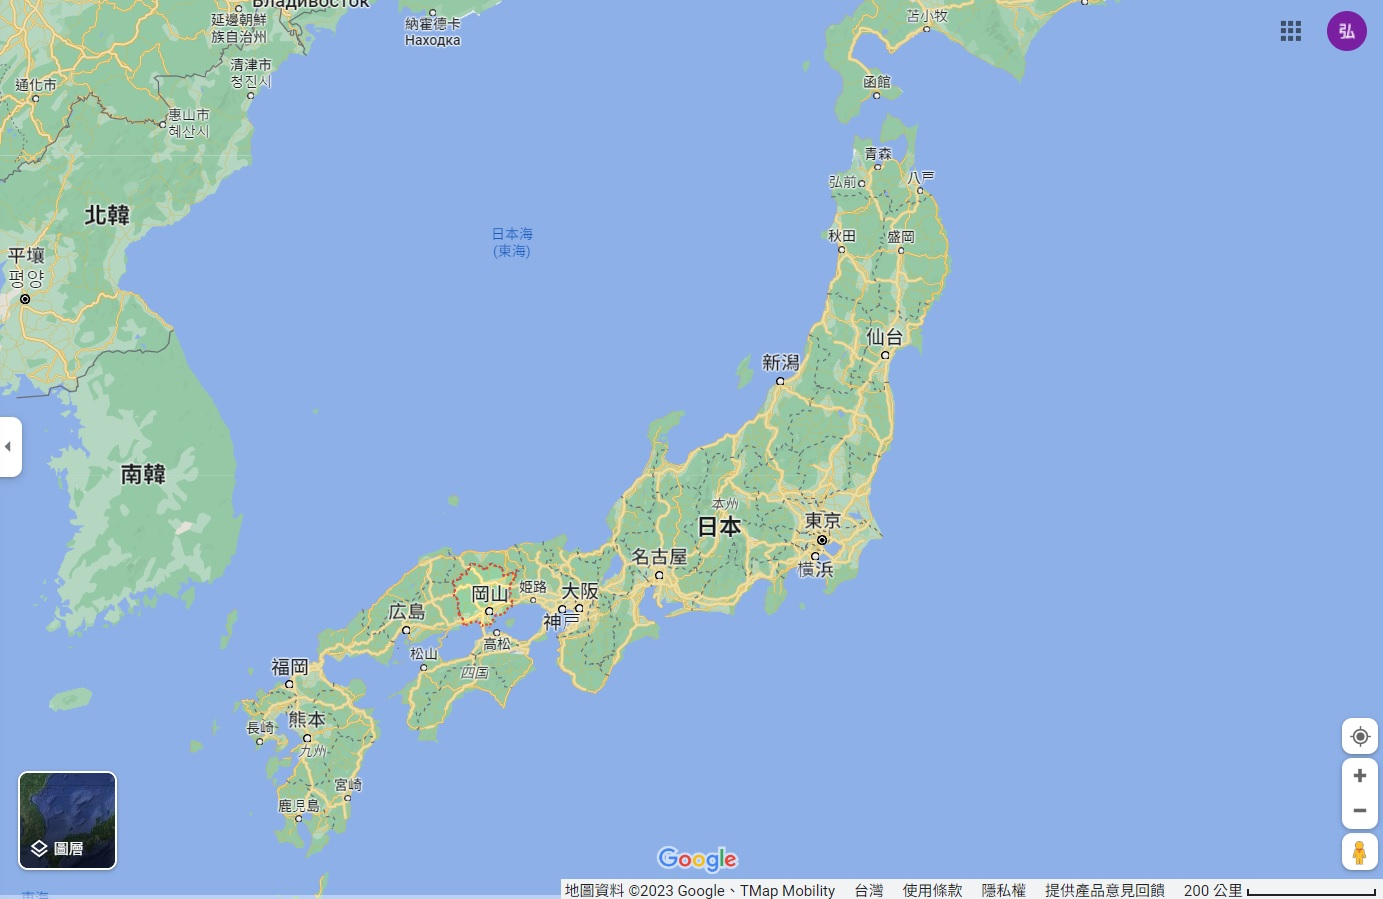 Владивосток
延邊朝鮮
族自治州
納霍德卡
Находка
苫小牧
弘
清津市
청진시
通化市
函館
惠山市
혜산시
青森
弘前
八戸
北韓
日本海
(東海)
秋田
盛岡
平壤
평양
仙台
新潟
南韓
本州
日本
東京
名古屋
橫浜
岡山
姫路
大阪
広島
神戸
高松
松山
四国
福岡
長崎
熊本
九州
宮崎
鹿児島
圖層
Google
東海
地圖資料 ©2023 Google、TMap Mobility 台灣 使用條款 隱私權 提供產品意見回饋 200 公里